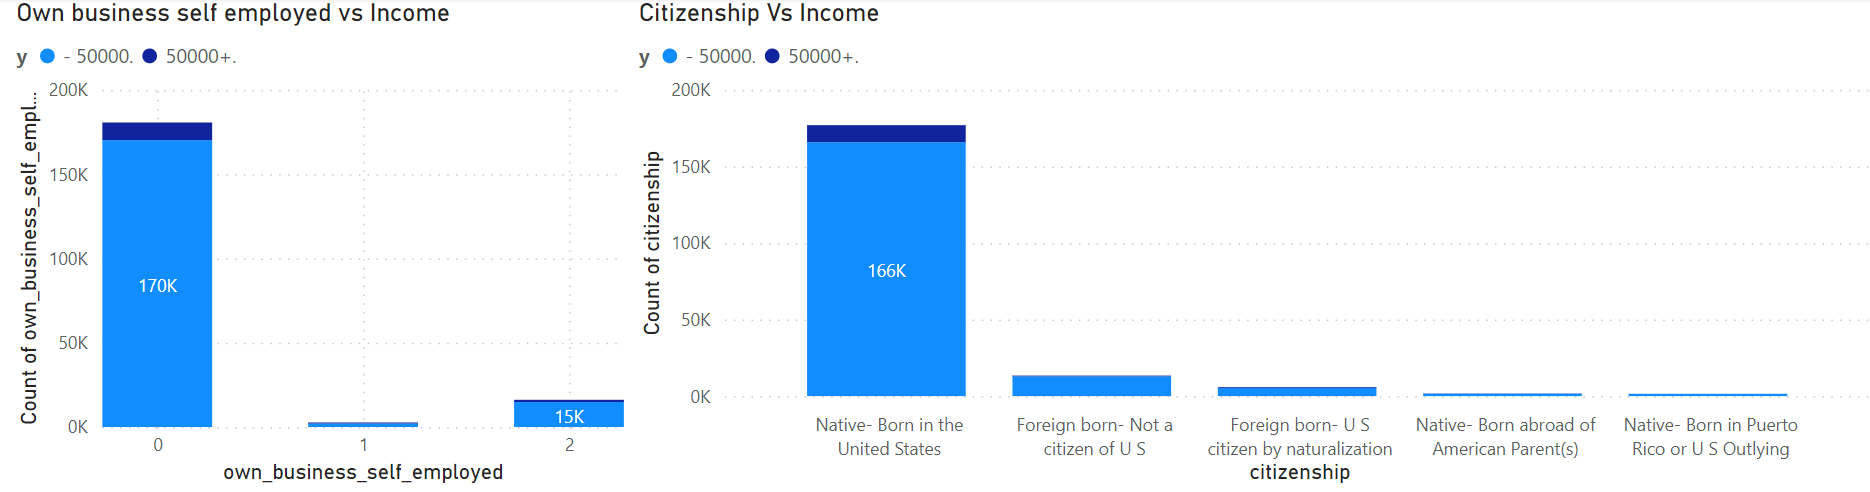 Own business self employed vs Income
y - 50000. 50000+.
Count of own_business_self_empl...
200K
150K
100K
50K
0K
170K
15K
0 1 2
own_business_self_employed
Citizenship Vs Income
y - 50000. 50000+.
Count of citizenship
200K
150K
100K
50K
0K
166K
Native- Born in the
United States
Foreign born- Not a
citizen of U S
Foreign born- U S
citizen by naturalization
Native- Born abroad of
American Parent(s)
Native- Born in Puerto
Rico or U S Outlying
citizenship